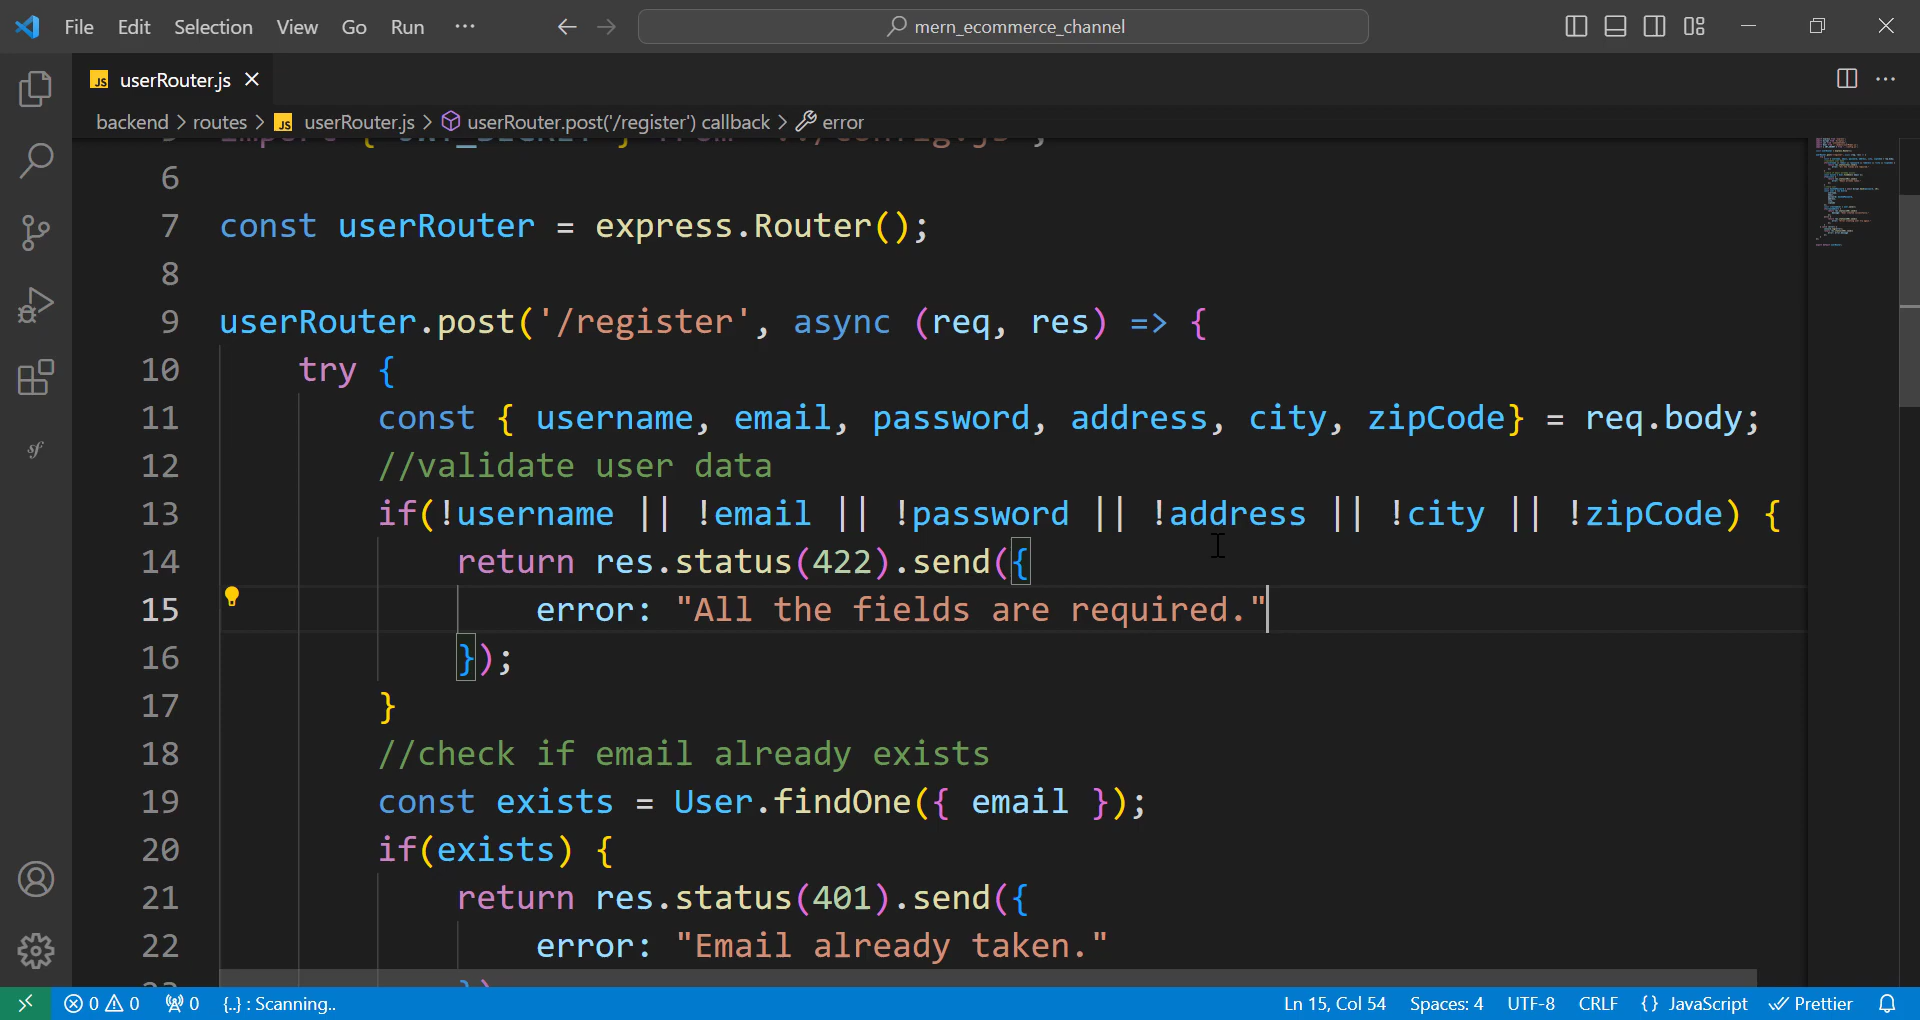 File Edit Selection View Go Run ··· mern_ecommerce_channel
JS userRouter.js
backend > routes > JS userRouter.js > userRouter.post('/register') callback > error
6
7 const userRouter = express.Router();
8
9 userRouter.post('/register', async (req, res) => {
10 try {
11 const { username, email, password, address, city, zipCode} = req.body;
12 //validate user data
13 if(!username || !email || !password || !address || !city || !zipCode) {
14 return res.status(422).send({
15 error: "All the fields are required."
16 });
17 }
18 //check if email already exists
19 const exists = User.findOne({ email });
20 if(exists) {
21 return res.status(401).send({
22 error: "Email already taken."
0 0 0 {..} : Scanning.. Ln 15, Col 54 Spaces: 4 UTF-8 CRLF {} JavaScript Prettier